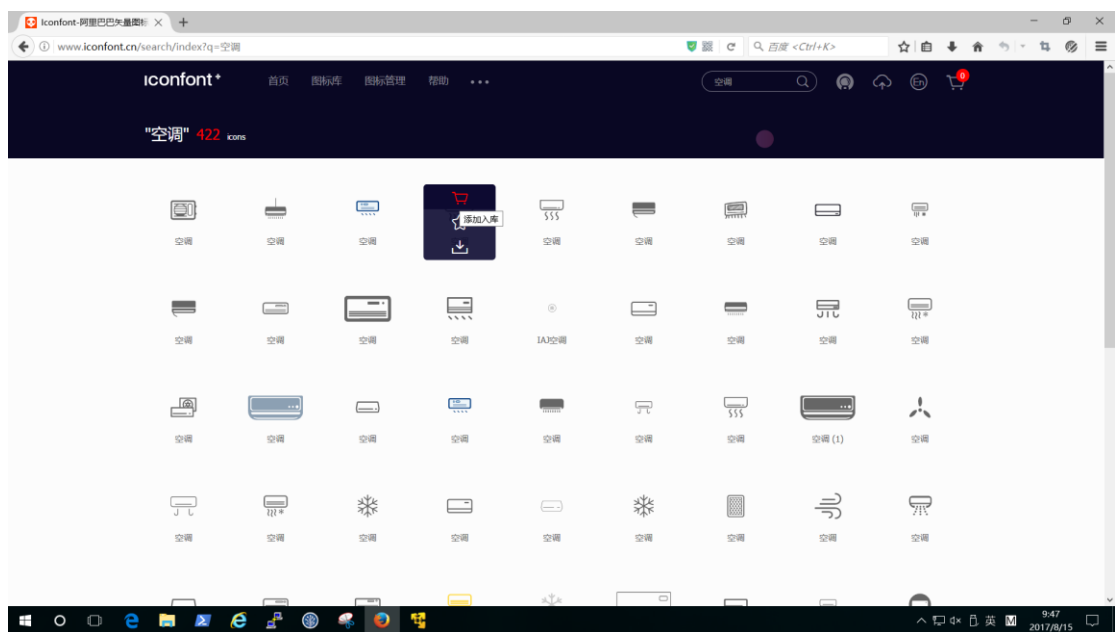 Iconfont-阿里巴巴矢量图标
www.iconfont.cn/search/index?q=空调
百度 <Ctrl+K>
Iconfont+
首页 图标库 图标管理 帮助
空调
En
0
"空调" 422 icons
添加入库
空调 空调 空调 空调 空调 空调 空调 空调
空调 空调 空调 空调 IAJ空调 空调 空调 空调 空调
空调 空调 空调 空调 空调 空调 空调 空调 (1) 空调
空调 空调 空调 空调 空调 空调 空调 空调 空调
英 M
9:47
2017/8/15